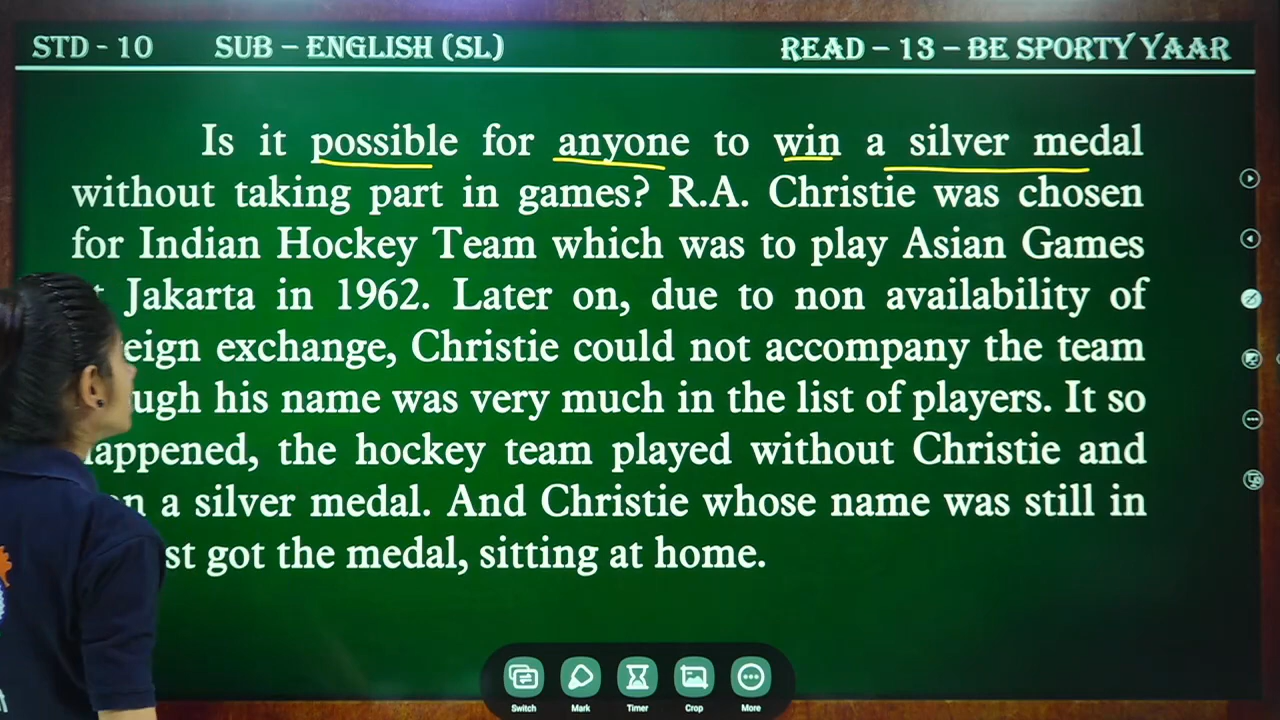 STD - 10 SUB – ENGLISH (SL) READ – 13 – BE SPORTY YAAR
Is it possible for anyone to win a silver medal
without taking part in games? R.A. Christie was chosen
for Indian Hockey Team which was to play Asian Games
Jakarta in 1962. Later on, due to non availability of
eign exchange, Christie could not accompany the team
ugh his name was very much in the list of players. It so
happened, the hockey team played without Christie and
a silver medal. And Christie whose name was still in
st got the medal, sitting at home.
Switch Mark Timer Crop More